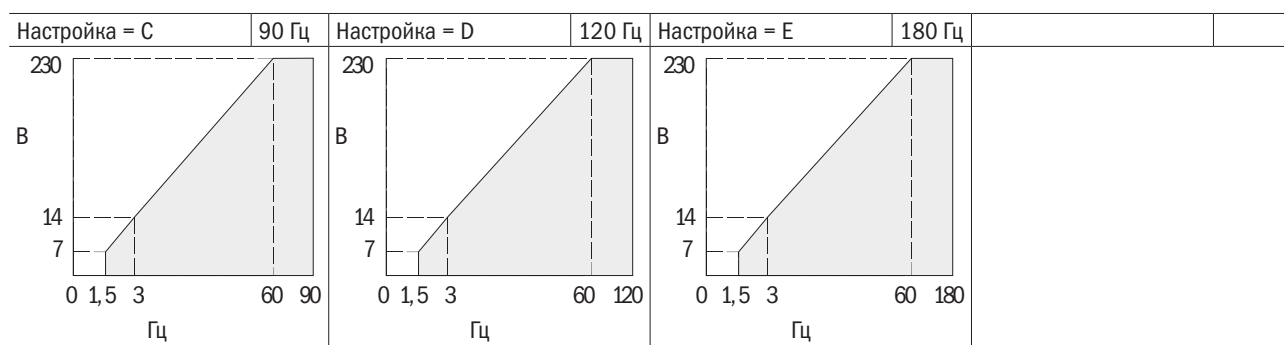 Настройка = C 90 Гц Настройка = D 120 Гц Настройка = E 180 Гц
230 230 230
В В В
14 14 14
7 7 7
0 1,5 3 60 90 0 1,5 3 60 120 0 1,5 3 60 180
Гц Гц Гц